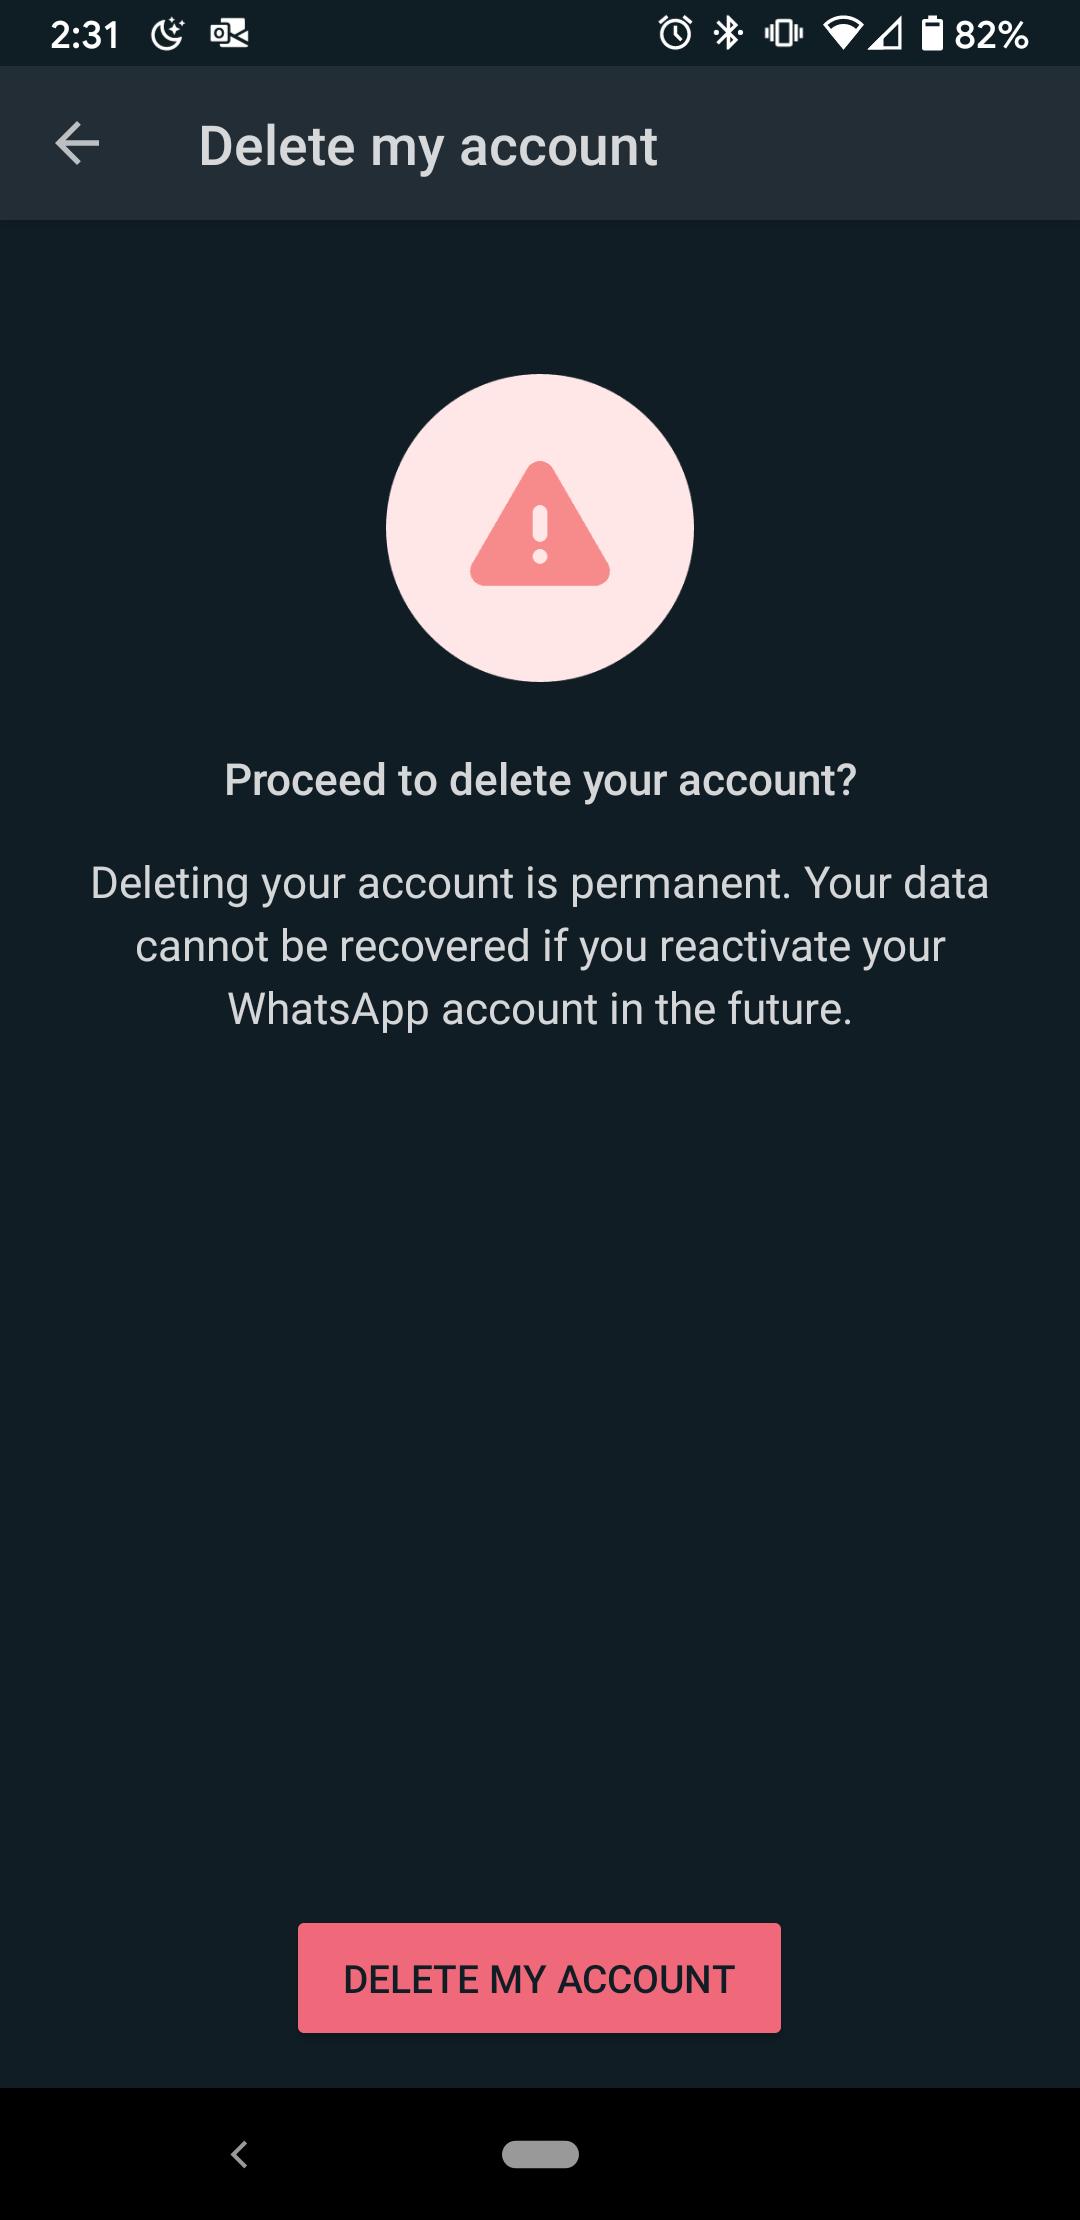 2:31
82%
Delete my account
Proceed to delete your account?
Deleting your account is permanent. Your data
cannot be recovered if you reactivate your
WhatsApp account in the future.
DELETE MY ACCOUNT